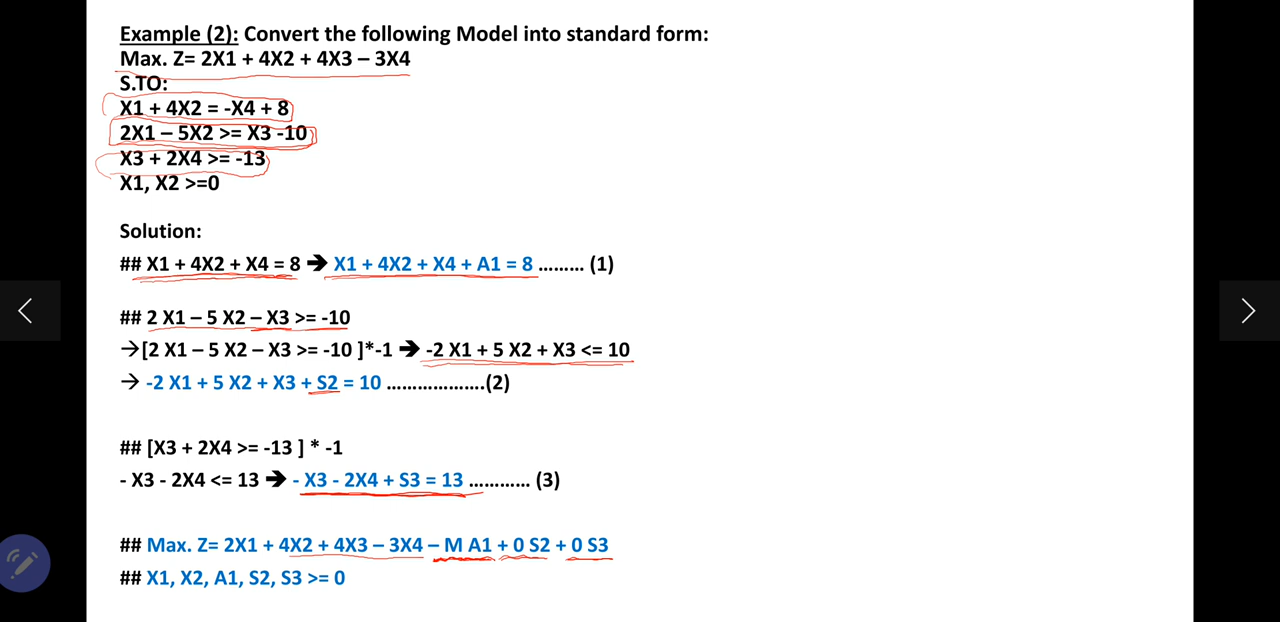 Example (2): Convert the following Model into standard form:
Max. Z= 2X1 + 4X2 + 4X3 – 3X4
S.TO:
X1 + 4X2 = -X4 + 8
2X1 – 5X2 >= X3 -10
X3 + 2X4 >= -13
X1, X2 >=0
Solution:
## X1 + 4X2 + X4 = 8 ➔ X1 + 4X2 + X4 + A1 = 8 ......... (1)
## 2 X1 – 5 X2 – X3 >= -10
→[2 X1 – 5 X2 – X3 >= -10 ]*-1 ➔ -2 X1 + 5 X2 + X3 <= 10
→ -2 X1 + 5 X2 + X3 + S2 = 10 ...................(2)
## [X3 + 2X4 >= -13 ] * -1
- X3 - 2X4 <= 13 ➔ - X3 - 2X4 + S3 = 13 ............ (3)
## Max. Z= 2X1 + 4X2 + 4X3 – 3X4 – M A1 + 0 S2 + 0 S3
## X1, X2, A1, S2, S3 >= 0